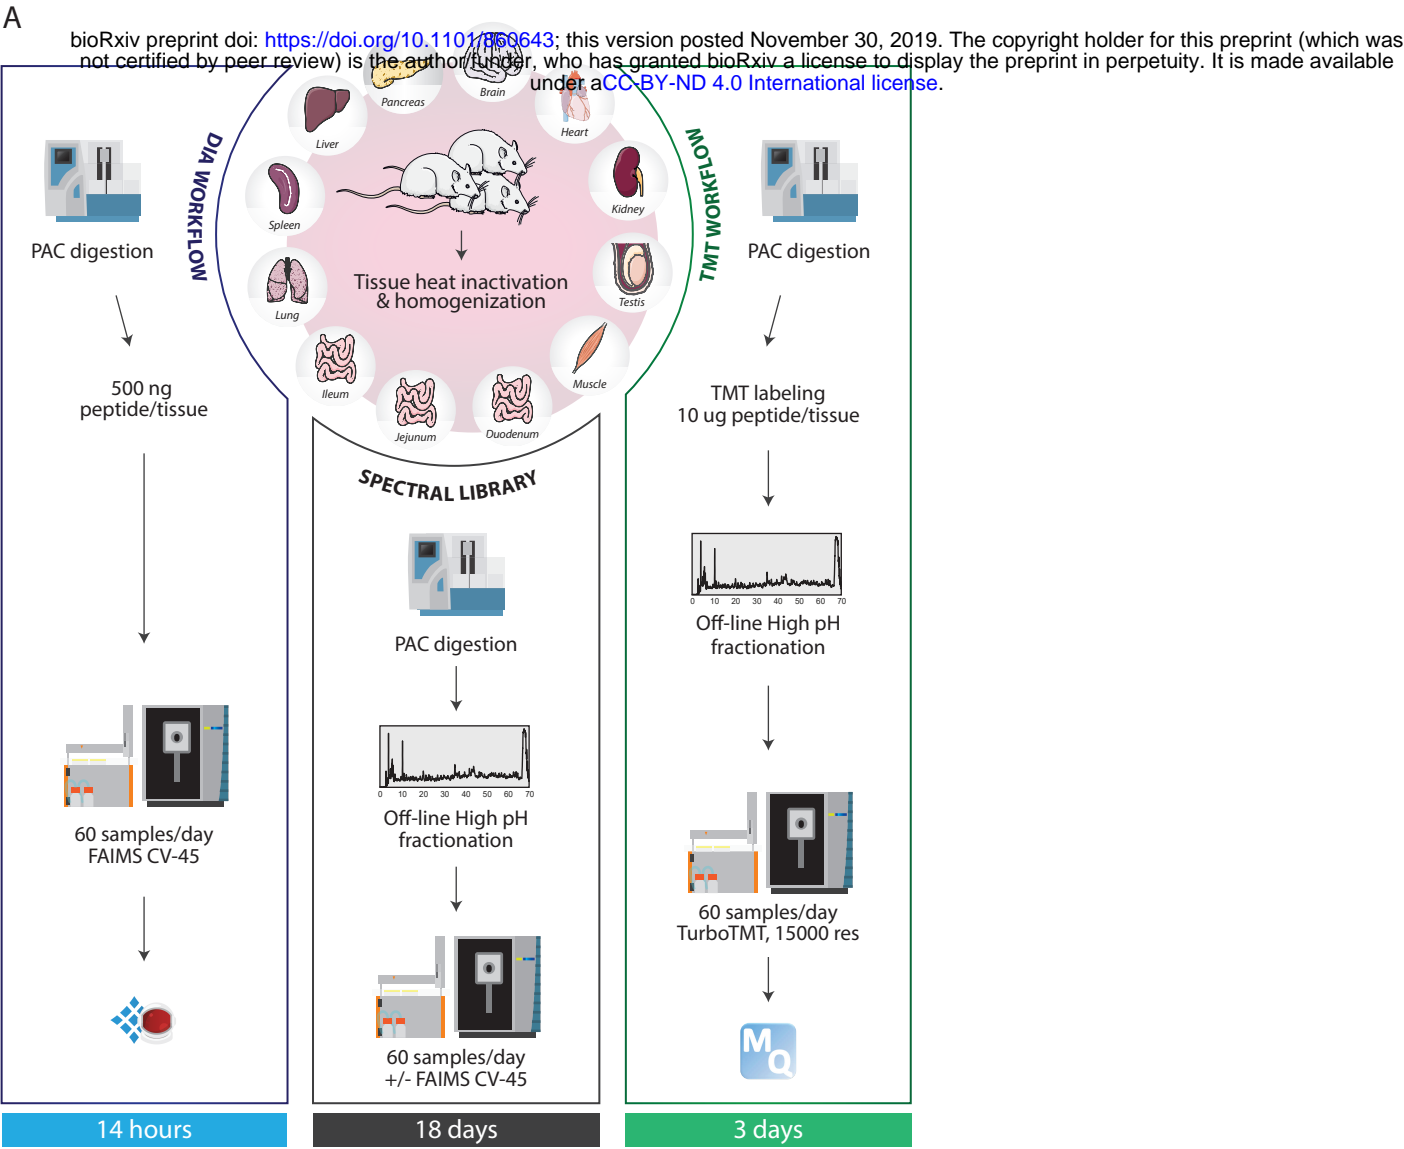 A
bioRxiv preprint doi: https://doi.org/10.1101/860643; this version posted November 30, 2019. The copyright holder for this preprint (which was
not certified by peer review) is the author/funder, who has granted bioRxiv a license to display the preprint in perpetuity. It is made available
under aCC-BY-ND 4.0 International license.
Pancreas
Brain
Heart
Liver
Kidney
Spleen
Testis
Lung
Muscle
Ileum
Jejunum
Duodenum
Tissue heat inactivation
& homogenization
DIA WORKFLOW
PAC digestion
500 ng
peptide/tissue
60 samples/day
FAIMS CV-45
14 hours
SPECTRAL LIBRARY
PAC digestion
0 10 20 30 40 50 60 70
Off-line High pH
fractionation
60 samples/day
+/- FAIMS CV-45
18 days
TMT WORKFLOW
PAC digestion
TMT labeling
10 ug peptide/tissue
0 10 20 30 40 50 60 70
Off-line High pH
fractionation
60 samples/day
TurboTMT, 15000 res
MQ
3 days